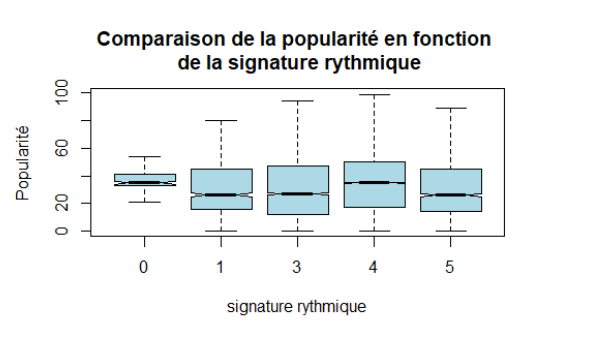 Comparaison de la popularité en fonction
de la signature rythmique
Popularité
100
60
20
0
0 1 3 4 5
signature rythmique